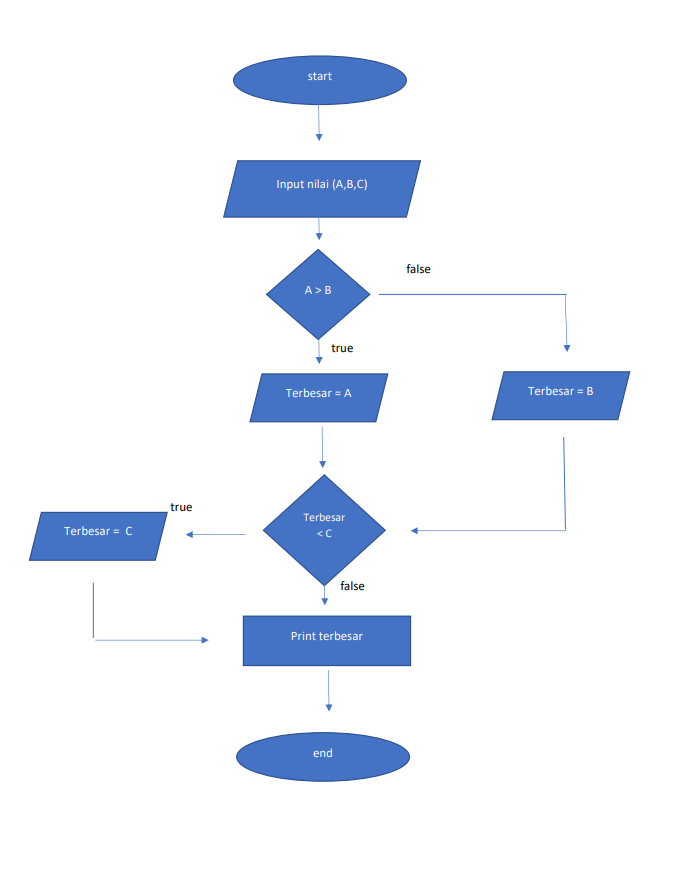 start
Input nilai (A,B,C)
false
A > B
true
Terbesar = A
Terbesar = B
true
Terbesar
< C
Terbesar =  C
false
Print terbesar
end